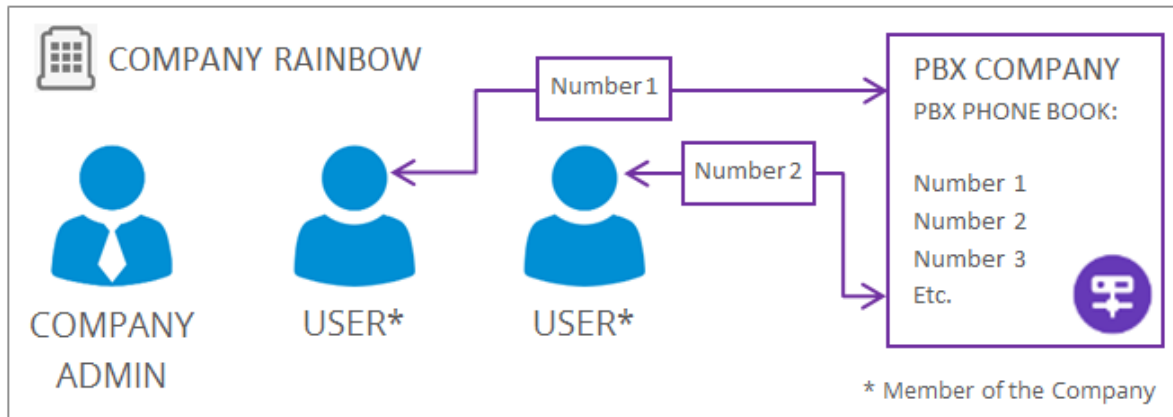 COMPANY RAINBOW
Number 1
Number 2
PBX COMPANY
PBX PHONE BOOK:
Number 1
Number 2
Number 3
Etc.
COMPANY
ADMIN
USER*
USER*
* Member of the Company